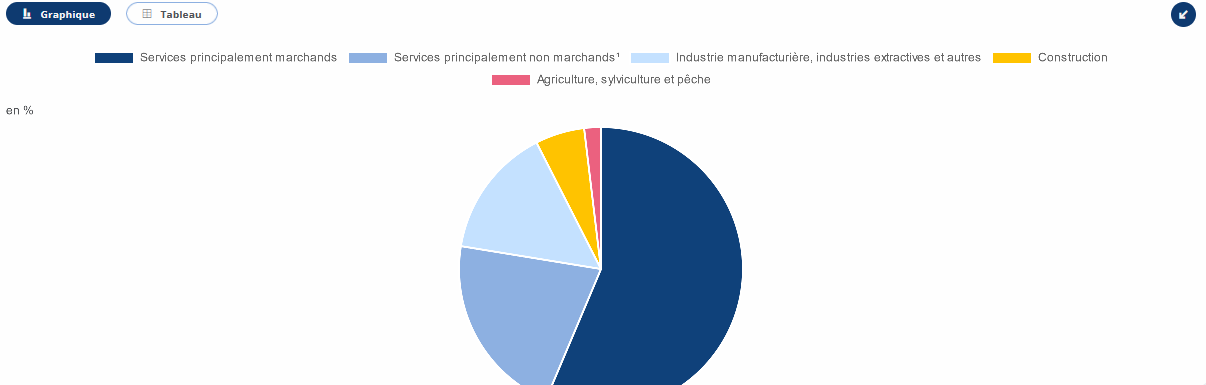 Graphique Tableau
Services principalement marchands Services principalement non marchands¹ Industrie manufacturière, industries extractives et autres Construction
Agriculture, sylviculture et pêche
en %